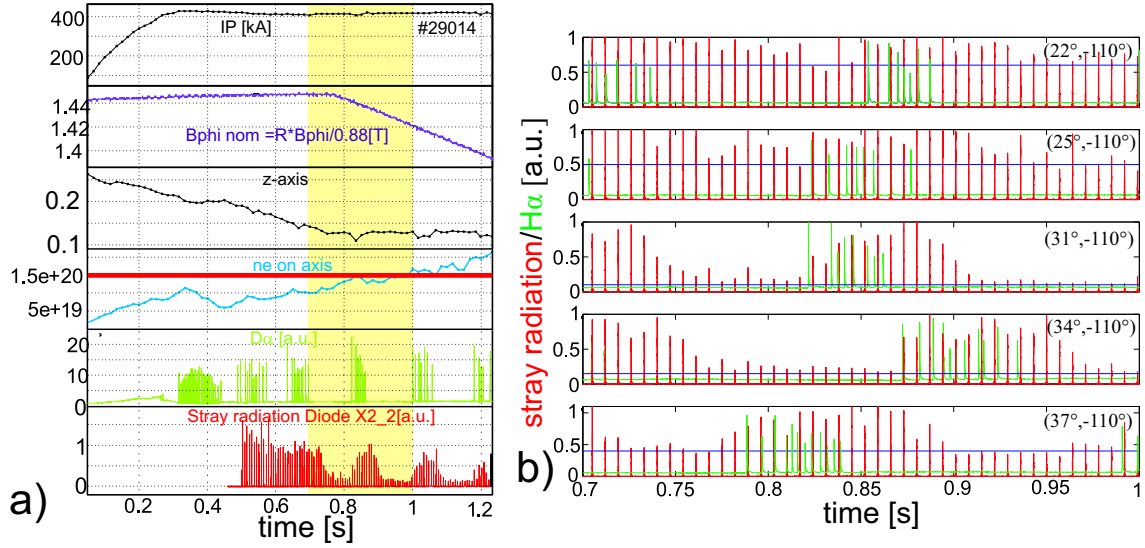 400
200
0
IP [kA]
#29014
1.44
1.42
1.4
Bphi nom =R*Bphi/0.88[T]
z-axis
0.2
0.1
ne on axis
1.5e+20
5e+19
Dα [a.u.]
20
10
0
Stray radiation Diode X2_2[a.u.]
1
0
0.2 0.4 0.6 0.8 1 1.2
time [s]
a)
stray radiation/Hα [a.u.]
1
0.5
0
(22°,-110°)
1
0.5
0
(25°,-110°)
1
0.5
0
(31°,-110°)
1
0.5
0
(34°,-110°)
1
0.5
0
(37°,-110°)
0.7 0.75 0.8 0.85 0.9 0.95 1
time [s]
b)